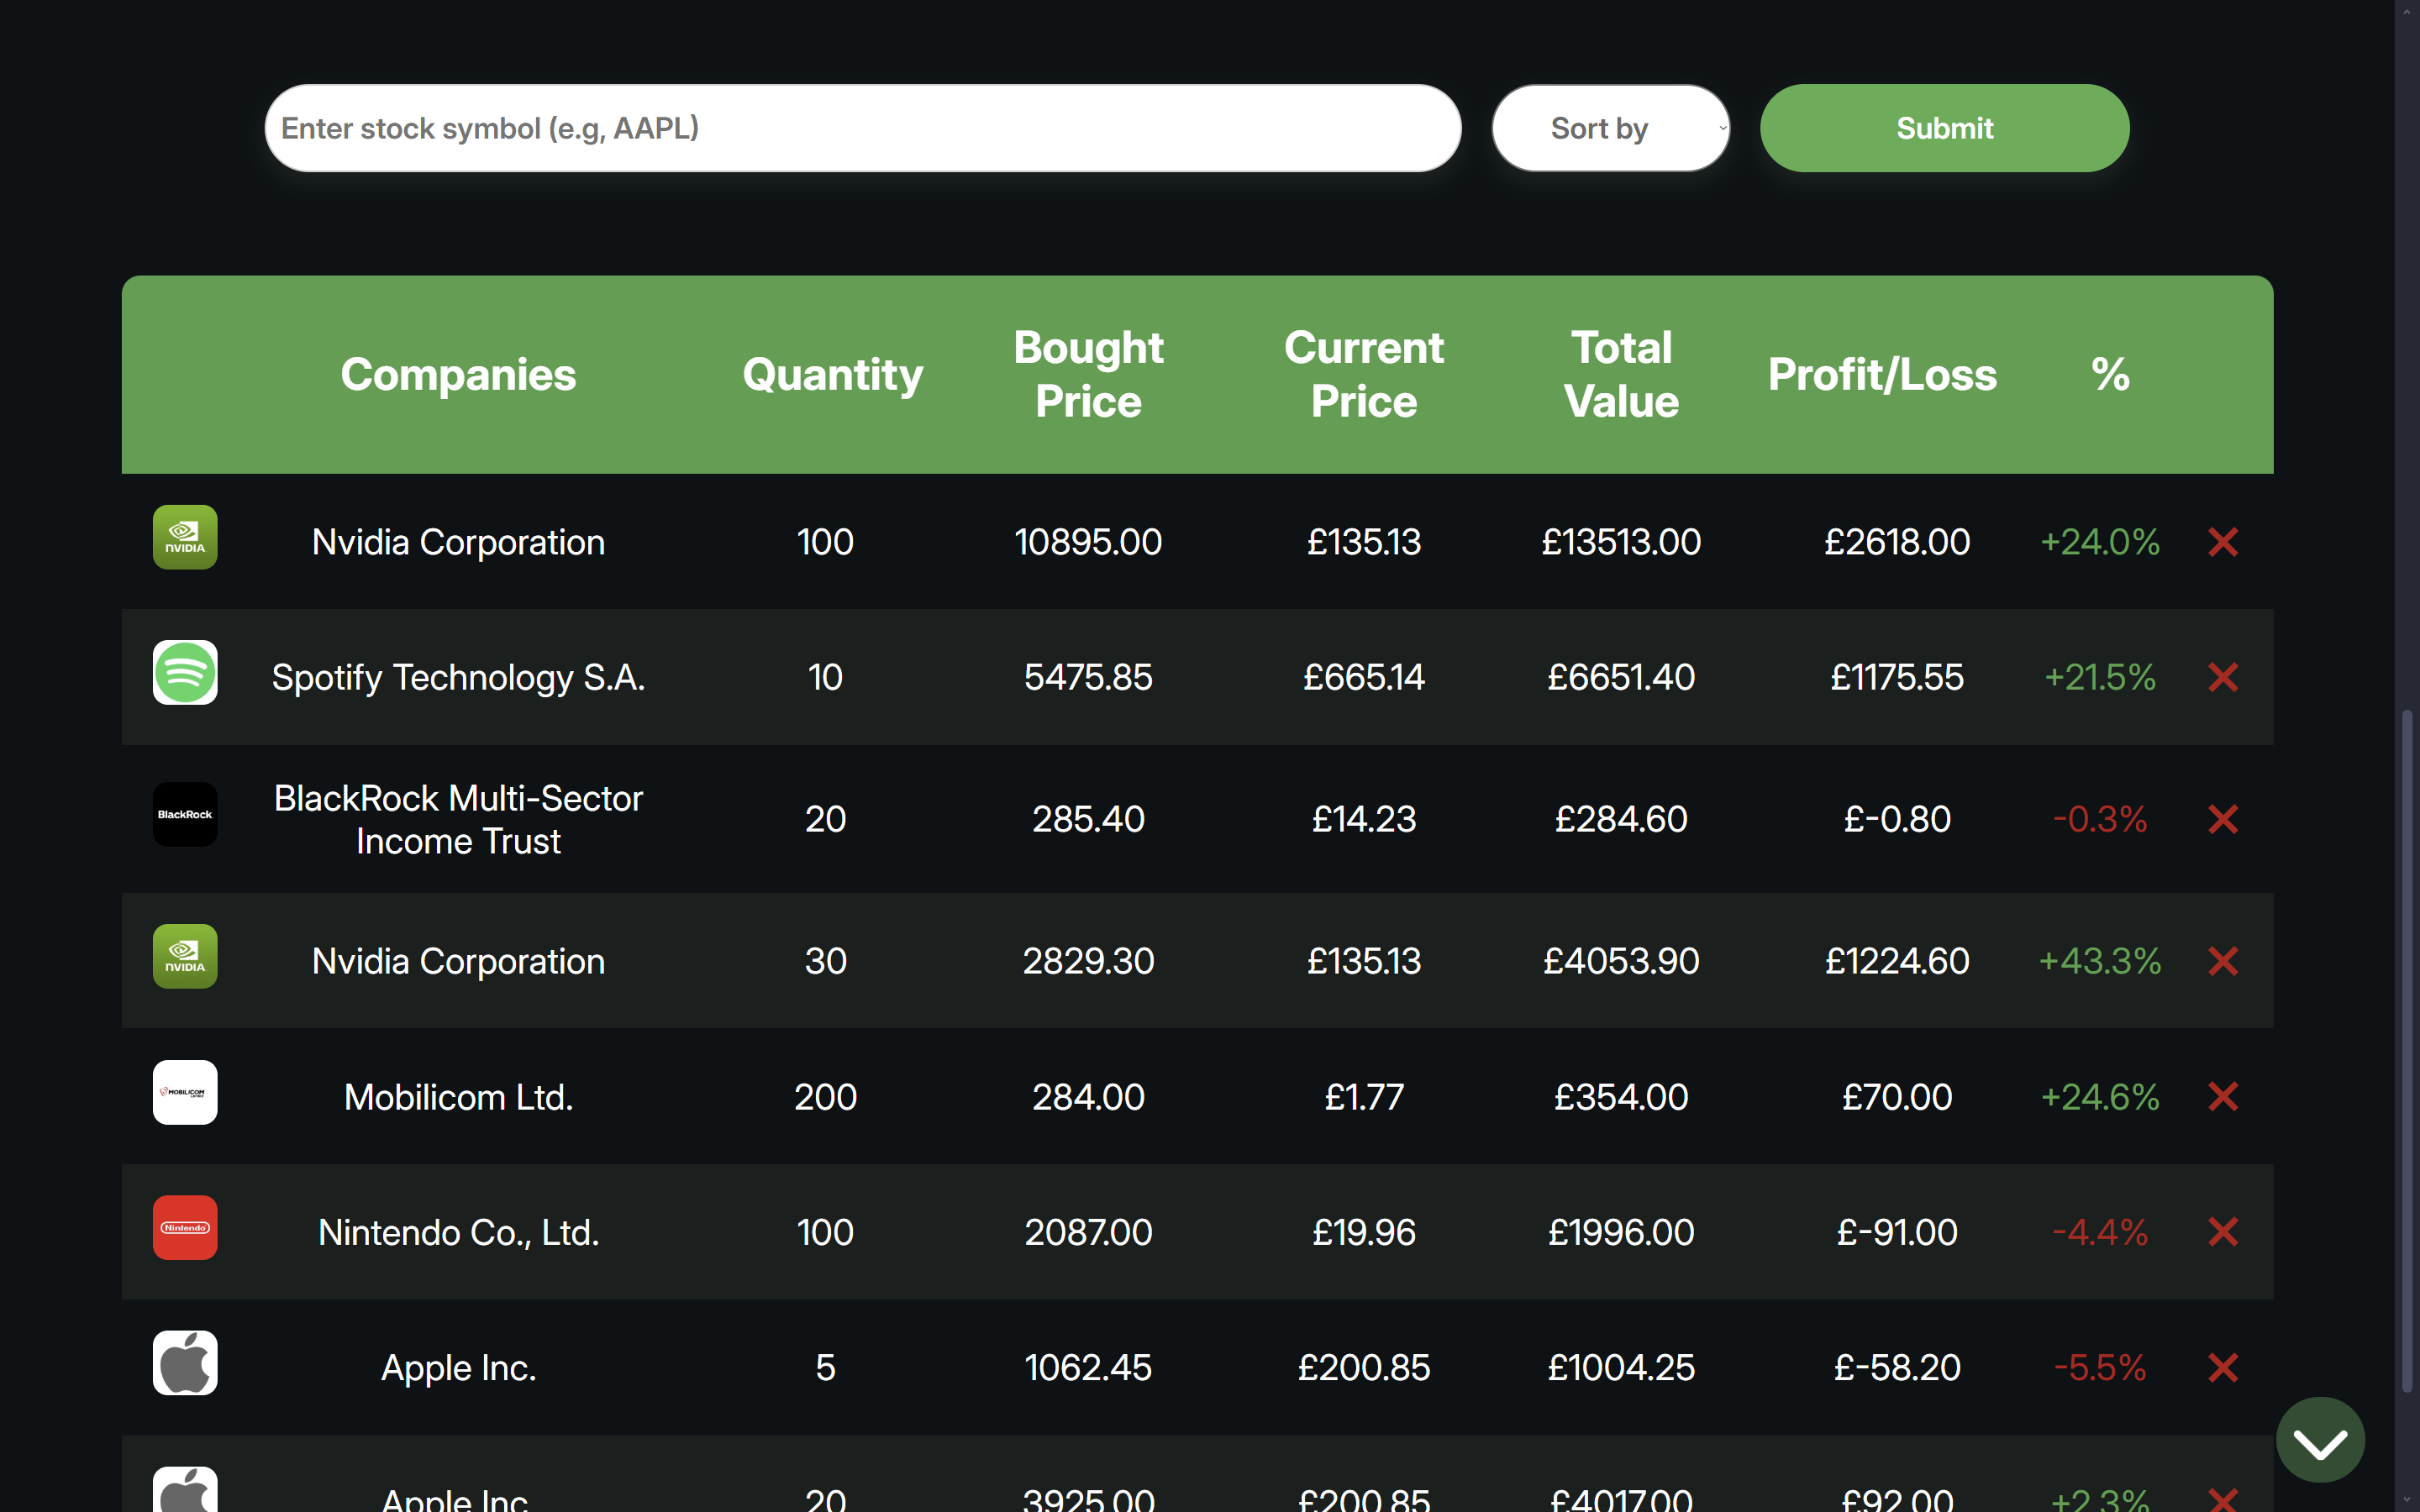 Enter stock symbol (e.g, AAPL)
Sort by
Submit
Companies
Quantity
Bought
Price
Current
Price
Total
Value
Profit/Loss
%
NVIDIA
Nvidia Corporation 100 10895.00 £135.13 £13513.00 £2618.00 +24.0%
Spotify Technology S.A. 10 5475.85 £665.14 £6651.40 £1175.55 +21.5%
BlackRock
BlackRock Multi-Sector
Income Trust
20 285.40 £14.23 £284.60 £-0.80 -0.3%
NVIDIA
Nvidia Corporation 30 2829.30 £135.13 £4053.90 £1224.60 +43.3%
MOBILICOM
Mobilicom Ltd. 200 284.00 £1.77 £354.00 £70.00 +24.6%
Nintendo
Nintendo Co., Ltd. 100 2087.00 £19.96 £1996.00 £-91.00 -4.4%
Apple Inc. 5 1062.45 £200.85 £1004.25 £-58.20 -5.5%
Apple Inc. 20 3925.00 £200.85 £4017.00 £92.00 +2.3%